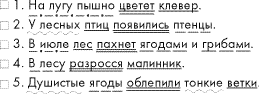 1. На лугу пышно цветет клевер.
2. У лесных птиц появились птенцы.
3. В июле лес пахнет ягодами и грибами.
4. В лесу разросся малинник.
5. Душистые ягоды облепили тонкие ветки.